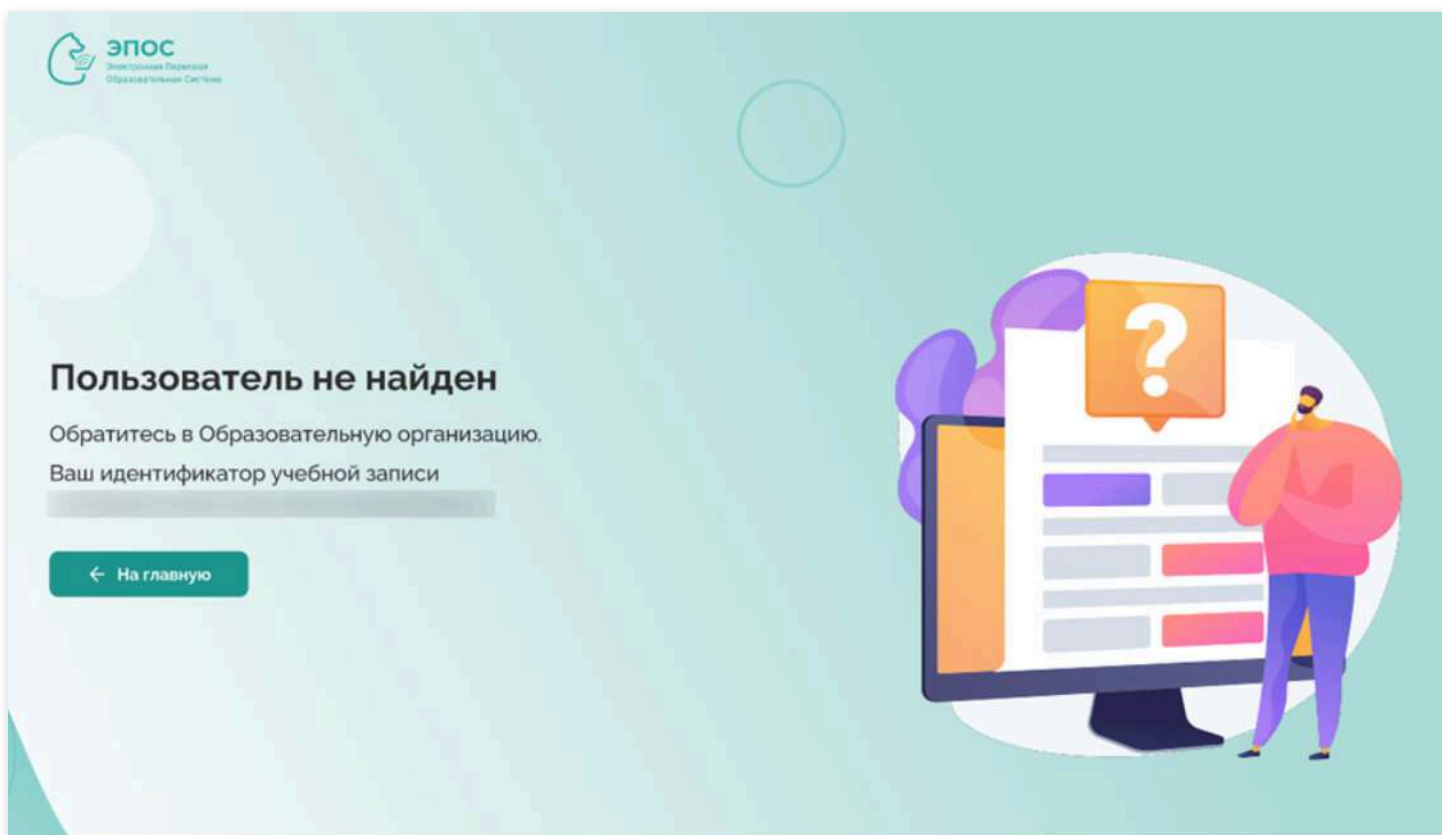 ЭПОС
Электронная Пермская
Образовательная Система
?
Пользователь не найден
Обратитесь в Образовательную организацию.
Ваш идентификатор учебной записи
← На главную